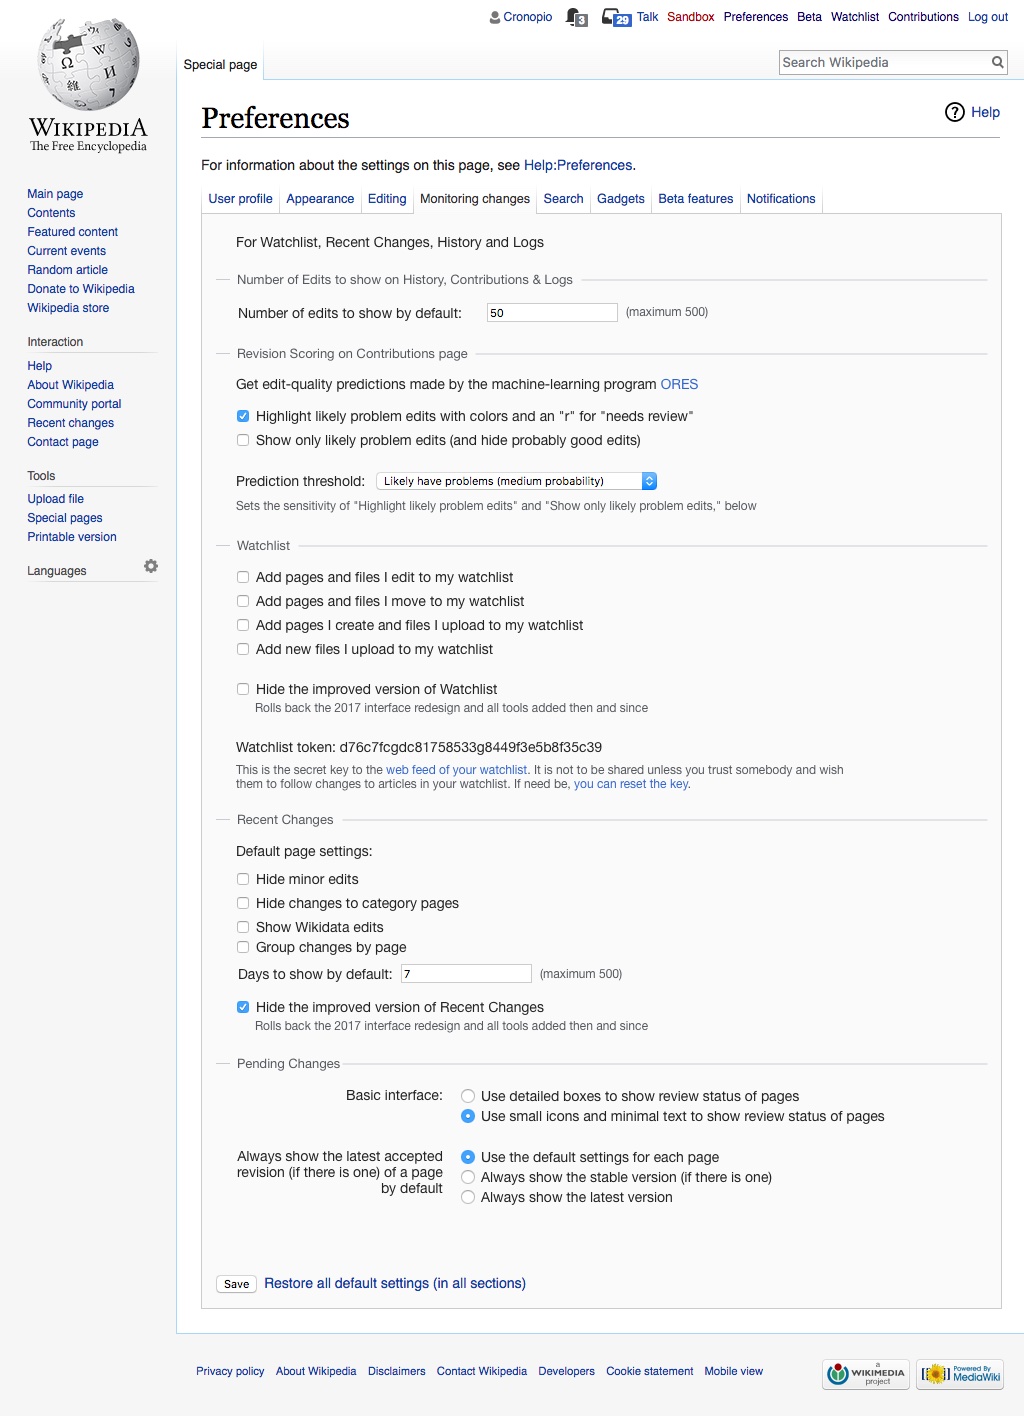 Cronopio 3 29 Talk Sandbox Preferences Beta Watchlist Contributions Log out
Special page
Search Wikipedia
WIKIPEDIA
The Free Encyclopedia
Main page
Contents
Featured content
Current events
Random article
Donate to Wikipedia
Wikipedia store
Interaction
Help
About Wikipedia
Community portal
Recent changes
Contact page
Tools
Upload file
Special pages
Printable version
Languages
Preferences
Help
For information about the settings on this page, see Help:Preferences.
User profile Appearance Editing Monitoring changes Search Gadgets Beta features Notifications
For Watchlist, Recent Changes, History and Logs
Number of Edits to show on History, Contributions & Logs
Number of edits to show by default: 50 (maximum 500)
Revision Scoring on Contributions page
Get edit-quality predictions made by the machine-learning program ORES
Highlight likely problem edits with colors and an "r" for "needs review"
Show only likely problem edits (and hide probably good edits)
Prediction threshold: Likely have problems (medium probability)
Sets the sensitivity of "Highlight likely problem edits" and "Show only likely problem edits," below
Watchlist
Add pages and files I edit to my watchlist
Add pages and files I move to my watchlist
Add pages I create and files I upload to my watchlist
Add new files I upload to my watchlist
Hide the improved version of Watchlist
Rolls back the 2017 interface redesign and all tools added then and since
Watchlist token: d76c7fcgdc81758533g8449f3e5b8f35c39
This is the secret key to the web feed of your watchlist. It is not to be shared unless you trust somebody and wish
them to follow changes to articles in your watchlist. If need be, you can reset the key.
Recent Changes
Default page settings:
Hide minor edits
Hide changes to category pages
Show Wikidata edits
Group changes by page
Days to show by default: 7 (maximum 500)
Hide the improved version of Recent Changes
Rolls back the 2017 interface redesign and all tools added then and since
Pending Changes
Basic interface:
Use detailed boxes to show review status of pages
Use small icons and minimal text to show review status of pages
Always show the latest accepted
revision (if there is one) of a page
by default
Use the default settings for each page
Always show the stable version (if there is one)
Always show the latest version
Save Restore all default settings (in all sections)
Privacy policy About Wikipedia Disclaimers Contact Wikipedia Developers Cookie statement Mobile view
a
WIKIMEDIA
project
Powered By
MediaWiki